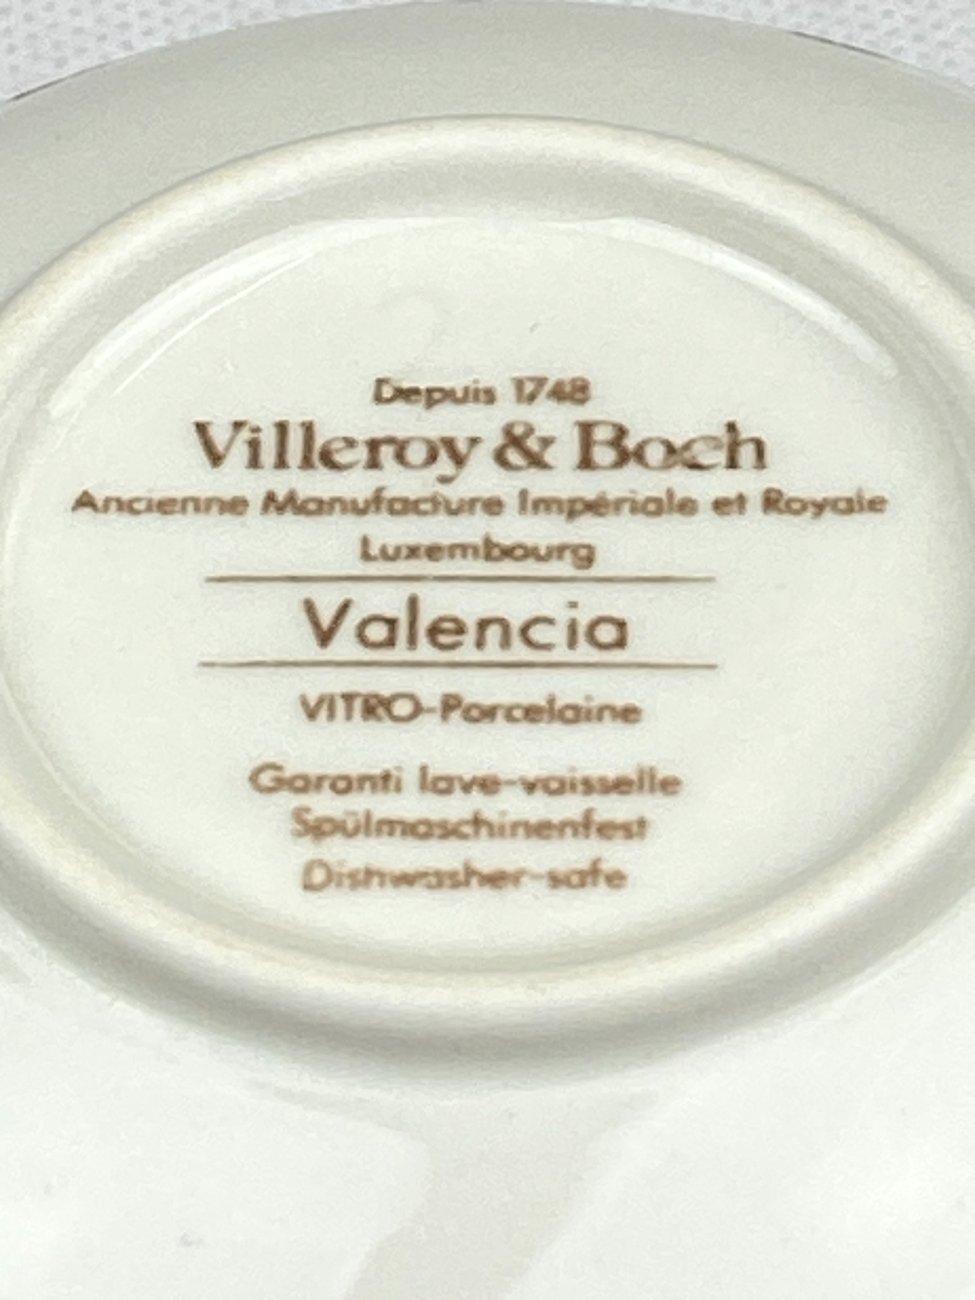 Depuis 1748
Villeroy & Boch
Ancienne Manufacture Impériale et Royale
Luxembourg
Valencia
VITRO-Porcelaine
Garanti lave-vaisselle
Spülmaschinenfest
Dishwasher-safe